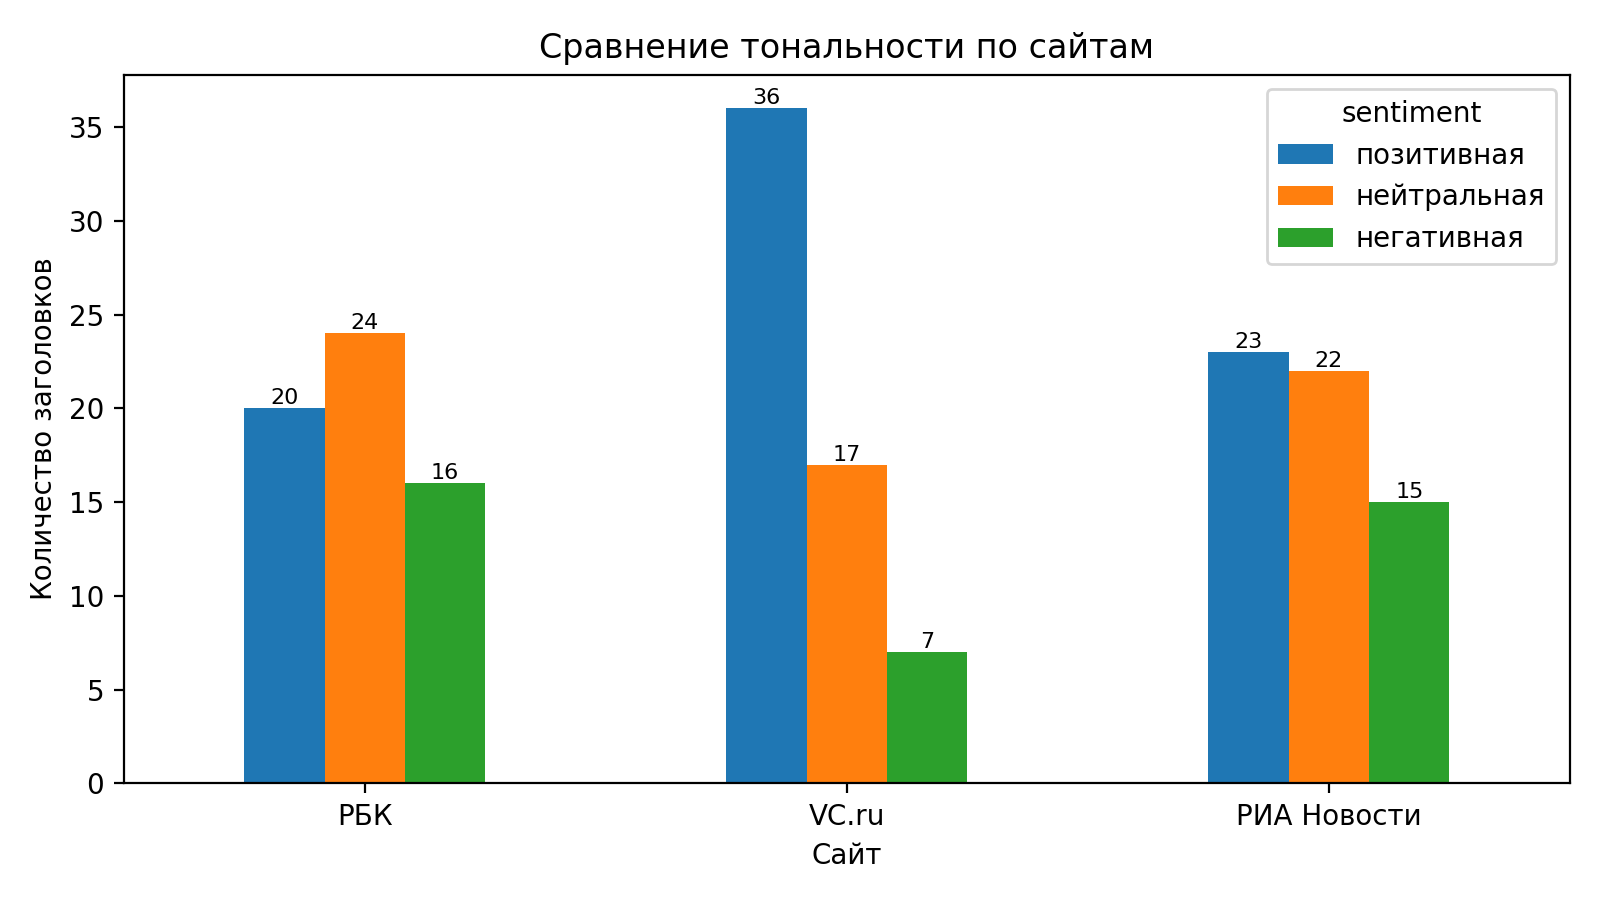 Сравнение тональности по сайтам
sentiment
позитивная
нейтральная
негативная
Количество заголовков
35
30
25
20
15
10
5
0
20
24
16
36
17
7
23
22
15
РБК
VC.ru
РИА Новости
Сайт